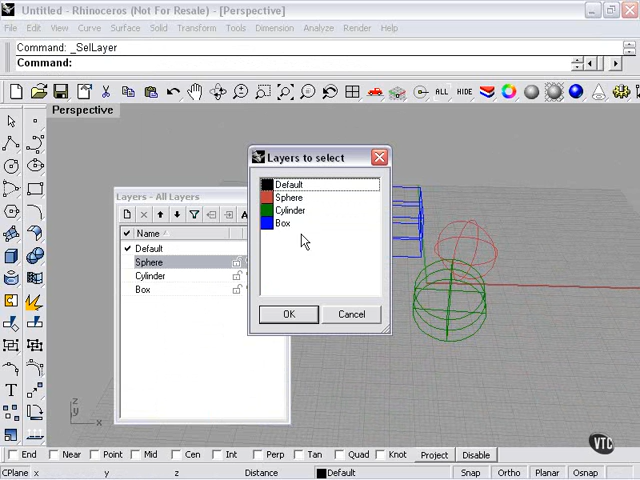 Untitled - Rhinoceros (Not For Resale) - [Perspective]
File Edit View Curve Surface Solid Transform Tools Dimension Analyze Render Help
Command: _SelLayer
Command:
ALL HIDE
Perspective
Layers to select
Default
Sphere
Cylinder
Box
OK Cancel
Layers - All Layers
Name
Default
Sphere
Cylinder
Box
T
z
y
x
VTC
End Near Point Mid Cen Int Perp Tan Quad Knot Project Disable
CPlane x y z Distance Default Snap Ortho Planar Osnap